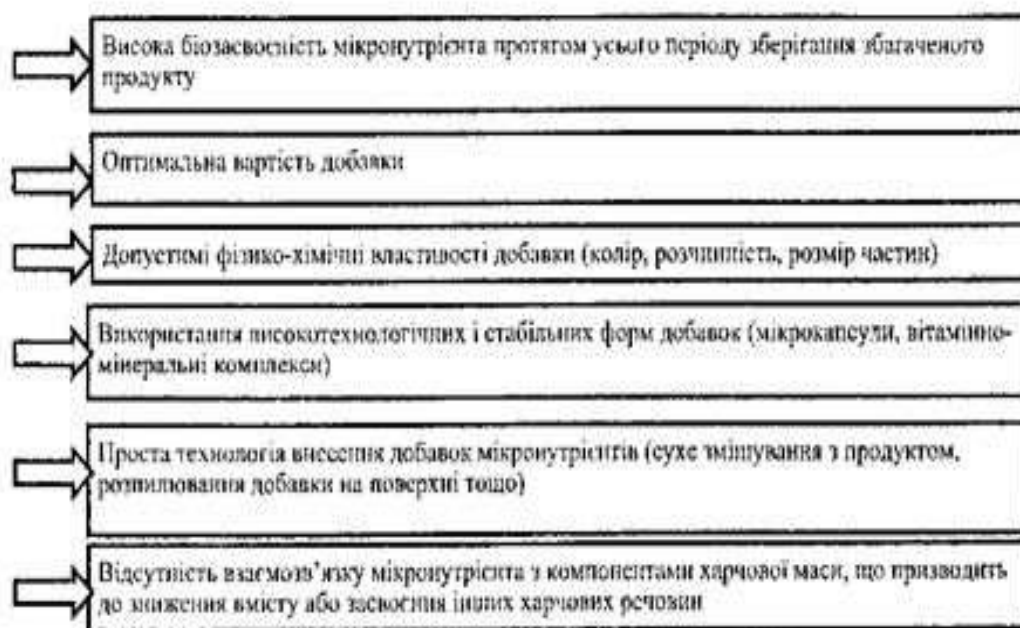 Висока біозасвоєність мікронутрієнта протягом усього періоду зберігання збагаченого
продукту
Оптимальна вартість добавки
Допустимі фізико-хімічні властивості добавки (колір, розчинність, розмір частин)
Використання високотехнологічних і стабільних форм добавок (мікрокапсули, вітамінно-
мінеральні комплекси)
Проста технологія внесення добавок мікронутрієнтів (сухе змішування з продуктом,
розпилювання добавки на поверхні тощо)
Відсутність взаємозв'язку мікронутрієнта з компонентами харчової маси, що призводить
до зниження вмісту або засвоєння інших харчових речовин